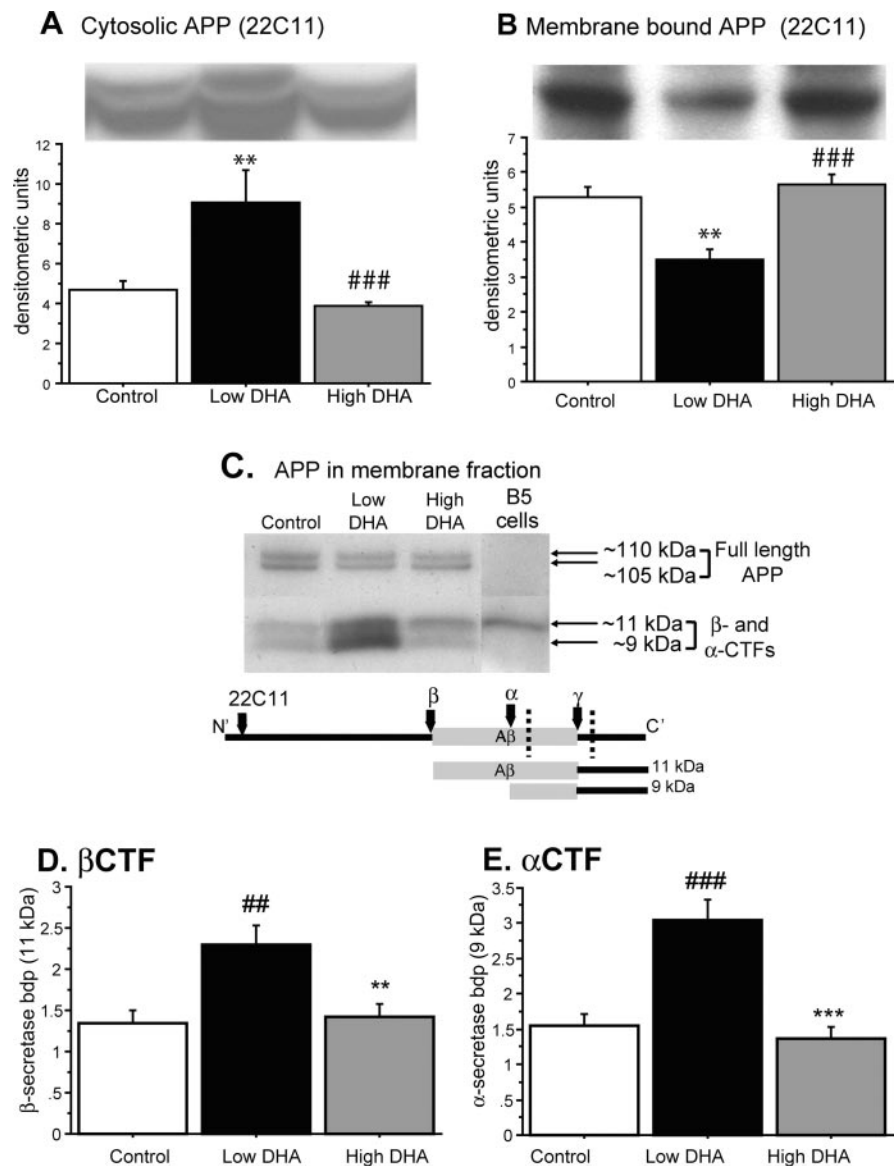 A Cytosolic APP (22C11)
12
10
8
6
4
2
0
densitometric units
**
###
Control Low DHA High DHA
B Membrane bound APP (22C11)
7
6
5
4
3
2
1
0
densitometric units
**
###
Control Low DHA High DHA
C. APP in membrane fraction
Control
Low
DHA
High
DHA
B5
cells
~110 kDa
~105 kDa
Full length
APP
~11 kDa
~9 kDa
β- and
α-CTFs
22C11
β
α
γ
N'
Aβ
C'
Aβ
11 kDa
9 kDa
D. βCTF
3
2.5
2
1.5
1
.5
0
β-secretase bdp (11 kDa)
##
**
Control Low DHA High DHA
E. αCTF
3.5
3
2.5
1.5
1
.5
0
α-secretase bdp (9 kDa)
###
***
Control Low DHA High DHA